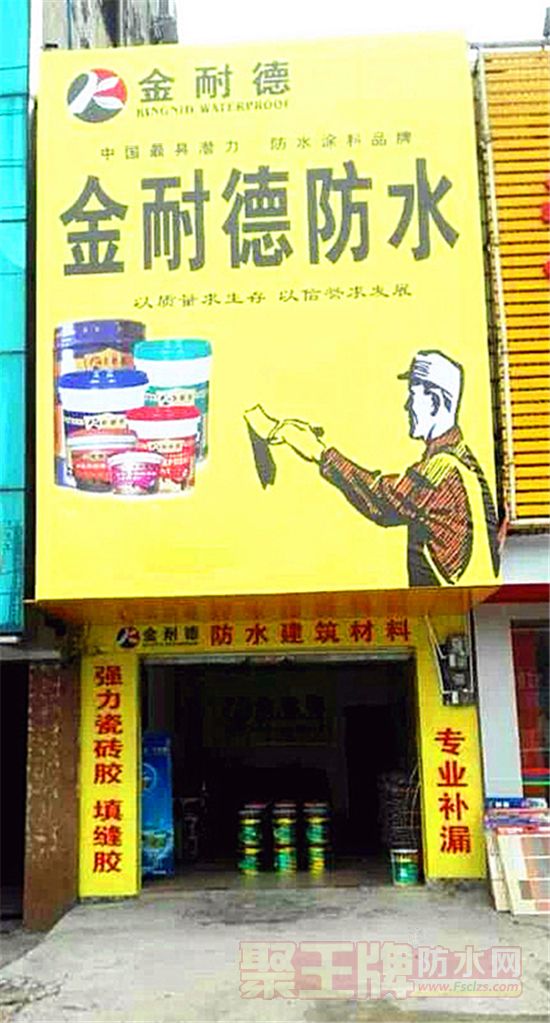 金耐德
KINGNID WATERPROOF
中国最具潜力 防水涂料品牌
金耐德防水
以质量求生存 以信誉求发展
金耐德 防水建筑材料
强力瓷砖胶 填缝胶
专业补漏
聚王牌防水网
www.Fsclzs.com